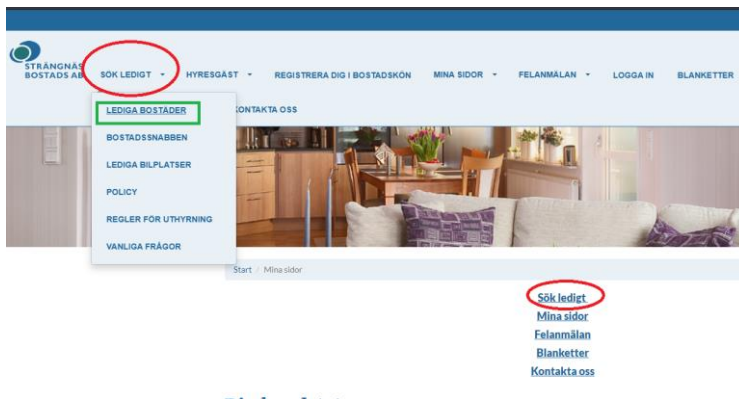 STRÄNGNÄS
BOSTADS AB
SÖK LEDIGT
HYRESGÄST
REGISTRERA DIG I BOSTADSKÖN
MINA SIDOR
FELANMÄLAN
LOGGA IN
BLANKETTER
KONTAKTA OSS
LEDIGA BOSTÄDER
BOSTADSSNABBEN
LEDIGA BILPLATSER
POLICY
REGLER FÖR UTHYRNING
VANLIGA FRÅGOR
Start / Mina sidor
Sök ledigt
Mina sidor
Felanmälan
Blanketter
Kontakta oss